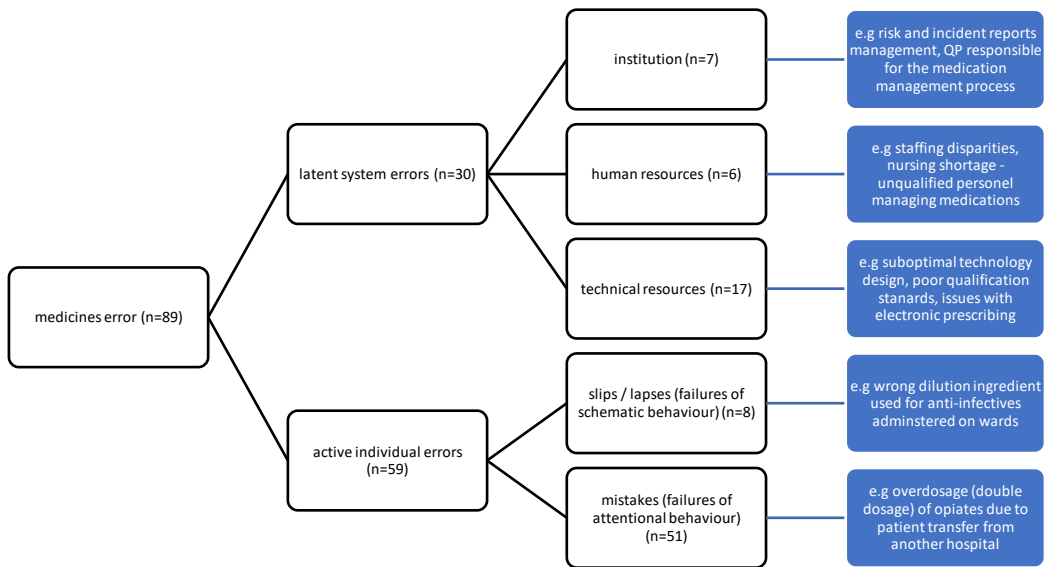 institution (n=7)
e.g risk and incident reports
management, QP responsible
for the medication
management process
latent system errors (n=30)
human resources (n=6)
e.g staffing disparities,
nursing shortage -
unqualified personel
managing medications
technical resources (n=17)
e.g suboptimal technology
design, poor qualification
stanards, issues with
electronic prescribing
medicines error (n=89)
slips / lapses (failures of
schematic behaviour) (n=8)
e.g wrong dilution ingredient
used for anti-infectives
adminstered on wards
active individual errors
(n=59)
mistakes (failures of
attentional behaviour)
(n=51)
e.g overdosage (double
dosage) of opiates due to
patient transfer from
another hospital